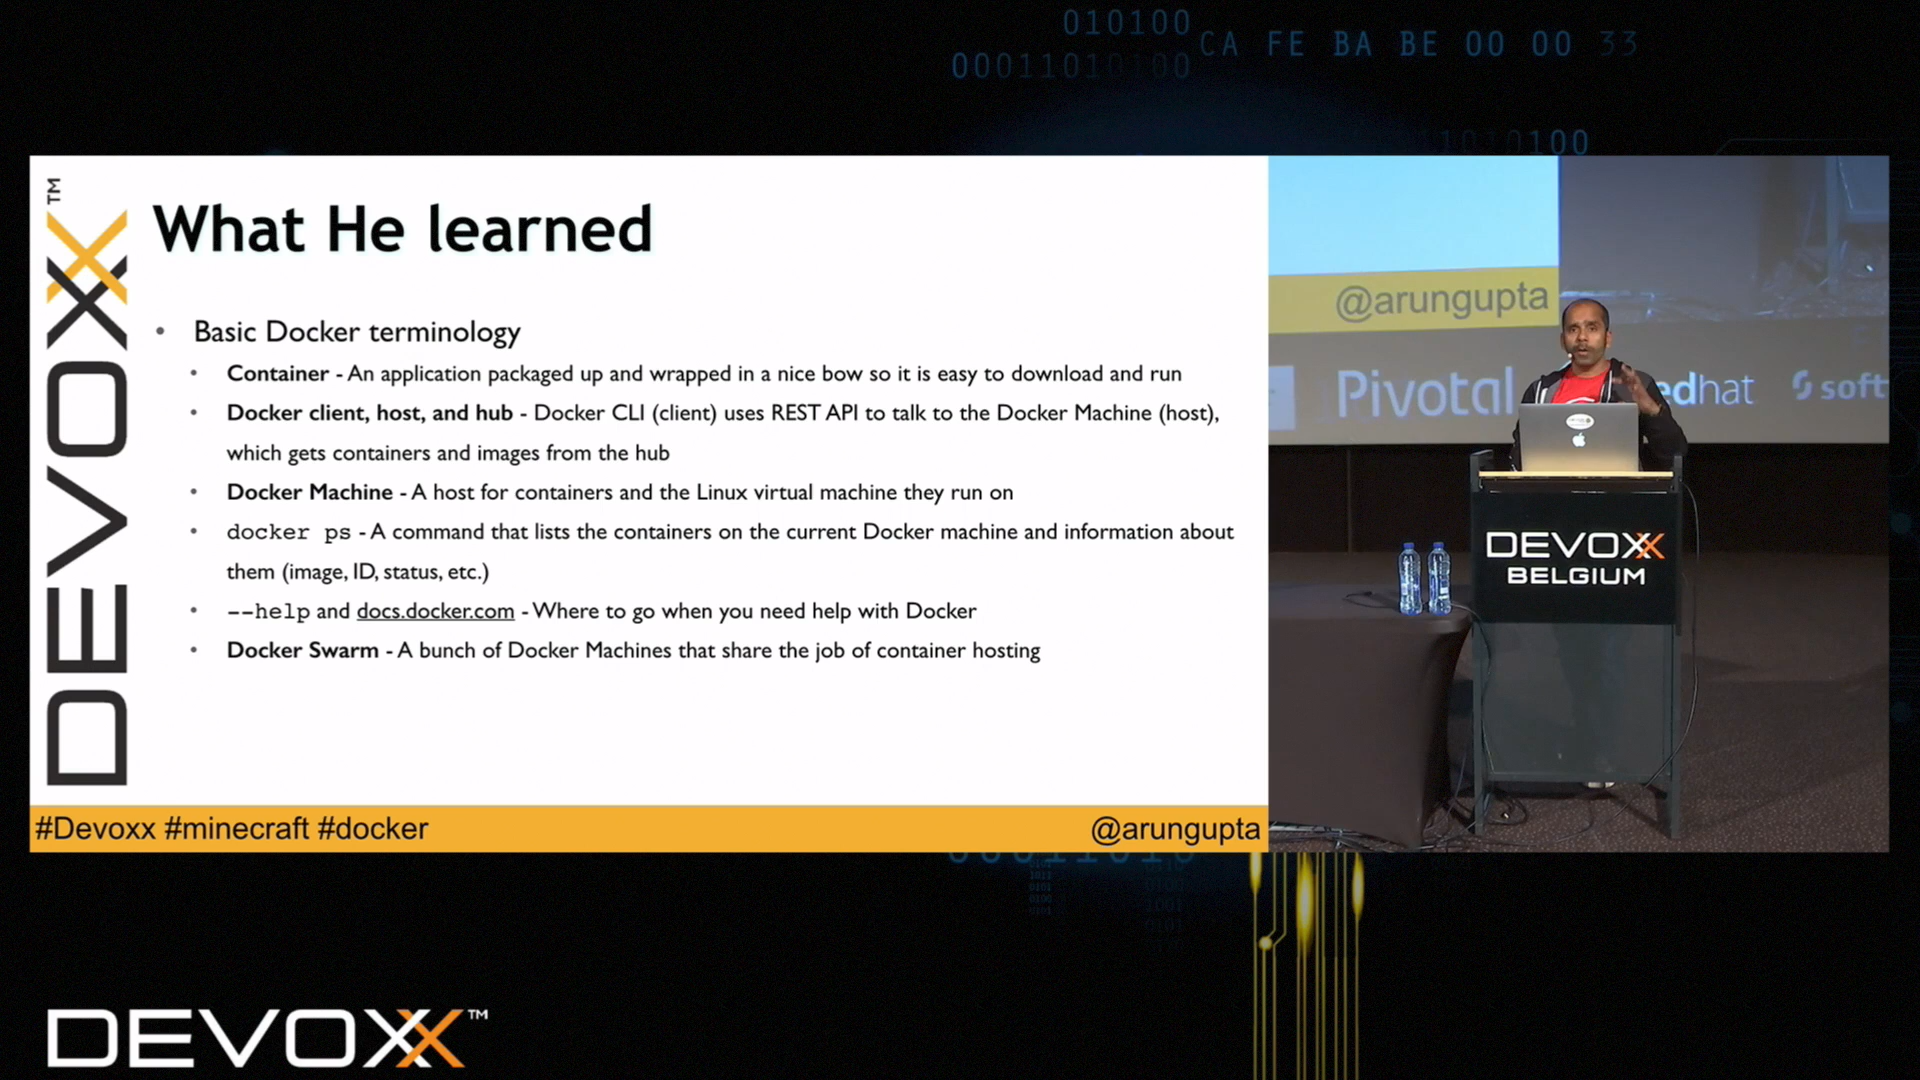 010100
00011010100
CA FE BA BE 00 00 33
11010100
DEVOXX™
What He learned
• Basic Docker terminology
• Container - An application packaged up and wrapped in a nice bow so it is easy to download and run
• Docker client, host, and hub - Docker CLI (client) uses REST API to talk to the Docker Machine (host),
which gets containers and images from the hub
• Docker Machine - A host for containers and the Linux virtual machine they run on
• docker ps - A command that lists the containers on the current Docker machine and information about
them (image, ID, status, etc.)
• --help and docs.docker.com - Where to go when you need help with Docker
• Docker Swarm - A bunch of Docker Machines that share the job of container hosting
#Devoxx #minecraft #docker
@arungupta
@arungupta
Pivotal
edhat
soft
DEVOXX
BELGIUM
DEVOXX™